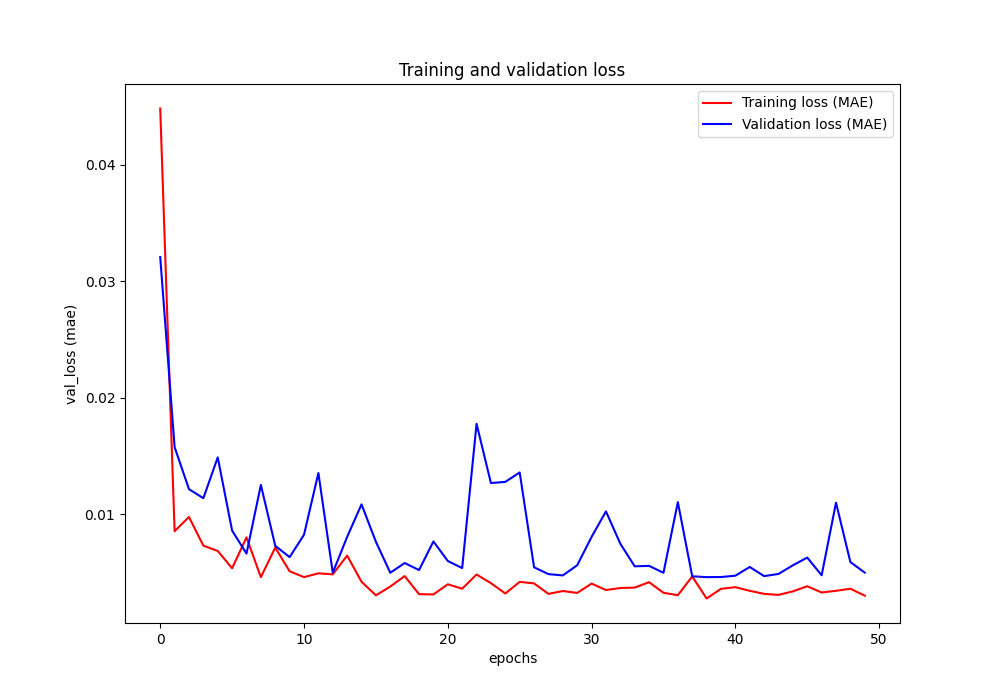 Training and validation loss
Training loss (MAE)
Validation loss (MAE)
val_loss (mae)
0.04
0.03
0.02
0.01
0
10
20
30
40
50
epochs